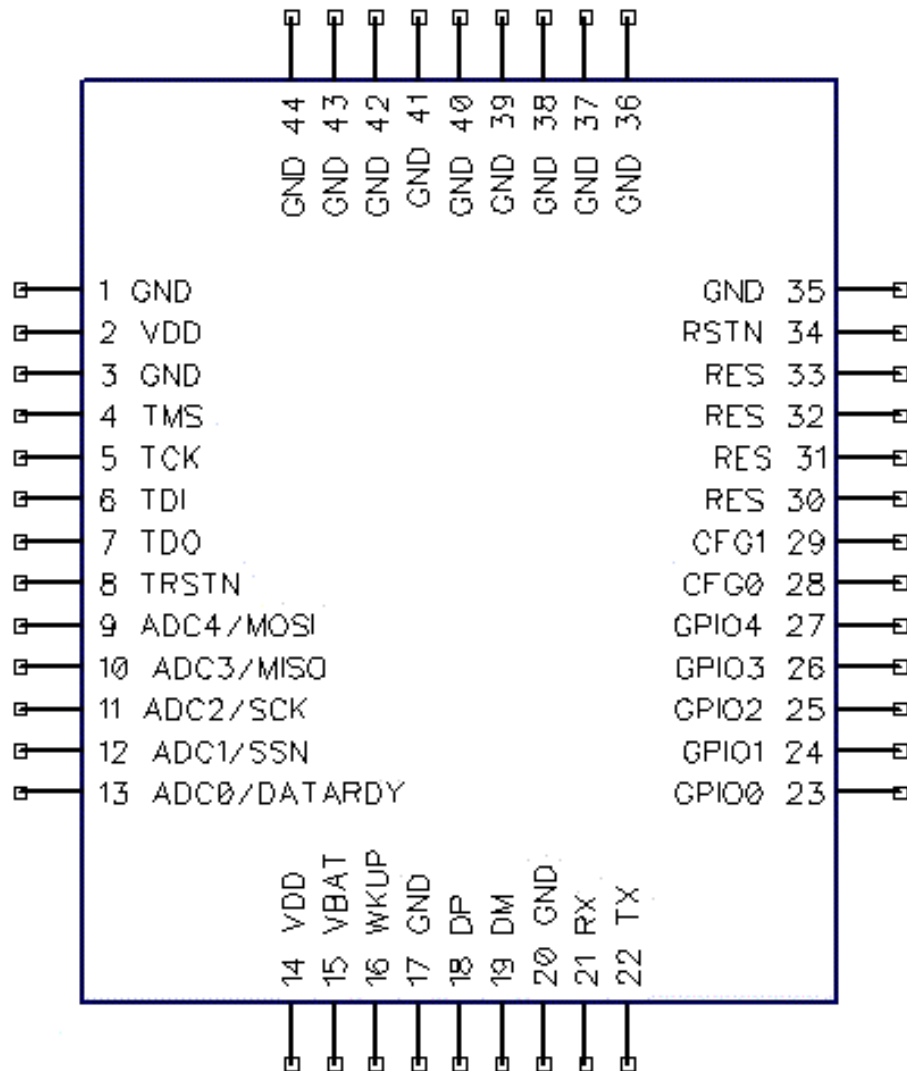 GND 44
GND 43
GND 42
GND 41
GND 40
GND 39
GND 38
GND 37
GND 36
1 GND
2 VDD
3 GND
4 TMS
5 TCK
6 TDI
7 TDO
8 TRSTN
9 ADC4/MOSI
10 ADC3/MISO
11 ADC2/SCK
12 ADC1/SSN
13 ADC0/DATARDY
GND 35
RSTN 34
RES 33
RES 32
RES 31
RES 30
CFG1 29
CFG0 28
GPIO4 27
GPIO3 26
GPIO2 25
GPIO1 24
GPIO0 23
14 VDD
15 VBAT
16 WKUP
17 GND
18 DP
19 DM
20 GND
21 RX
22 TX